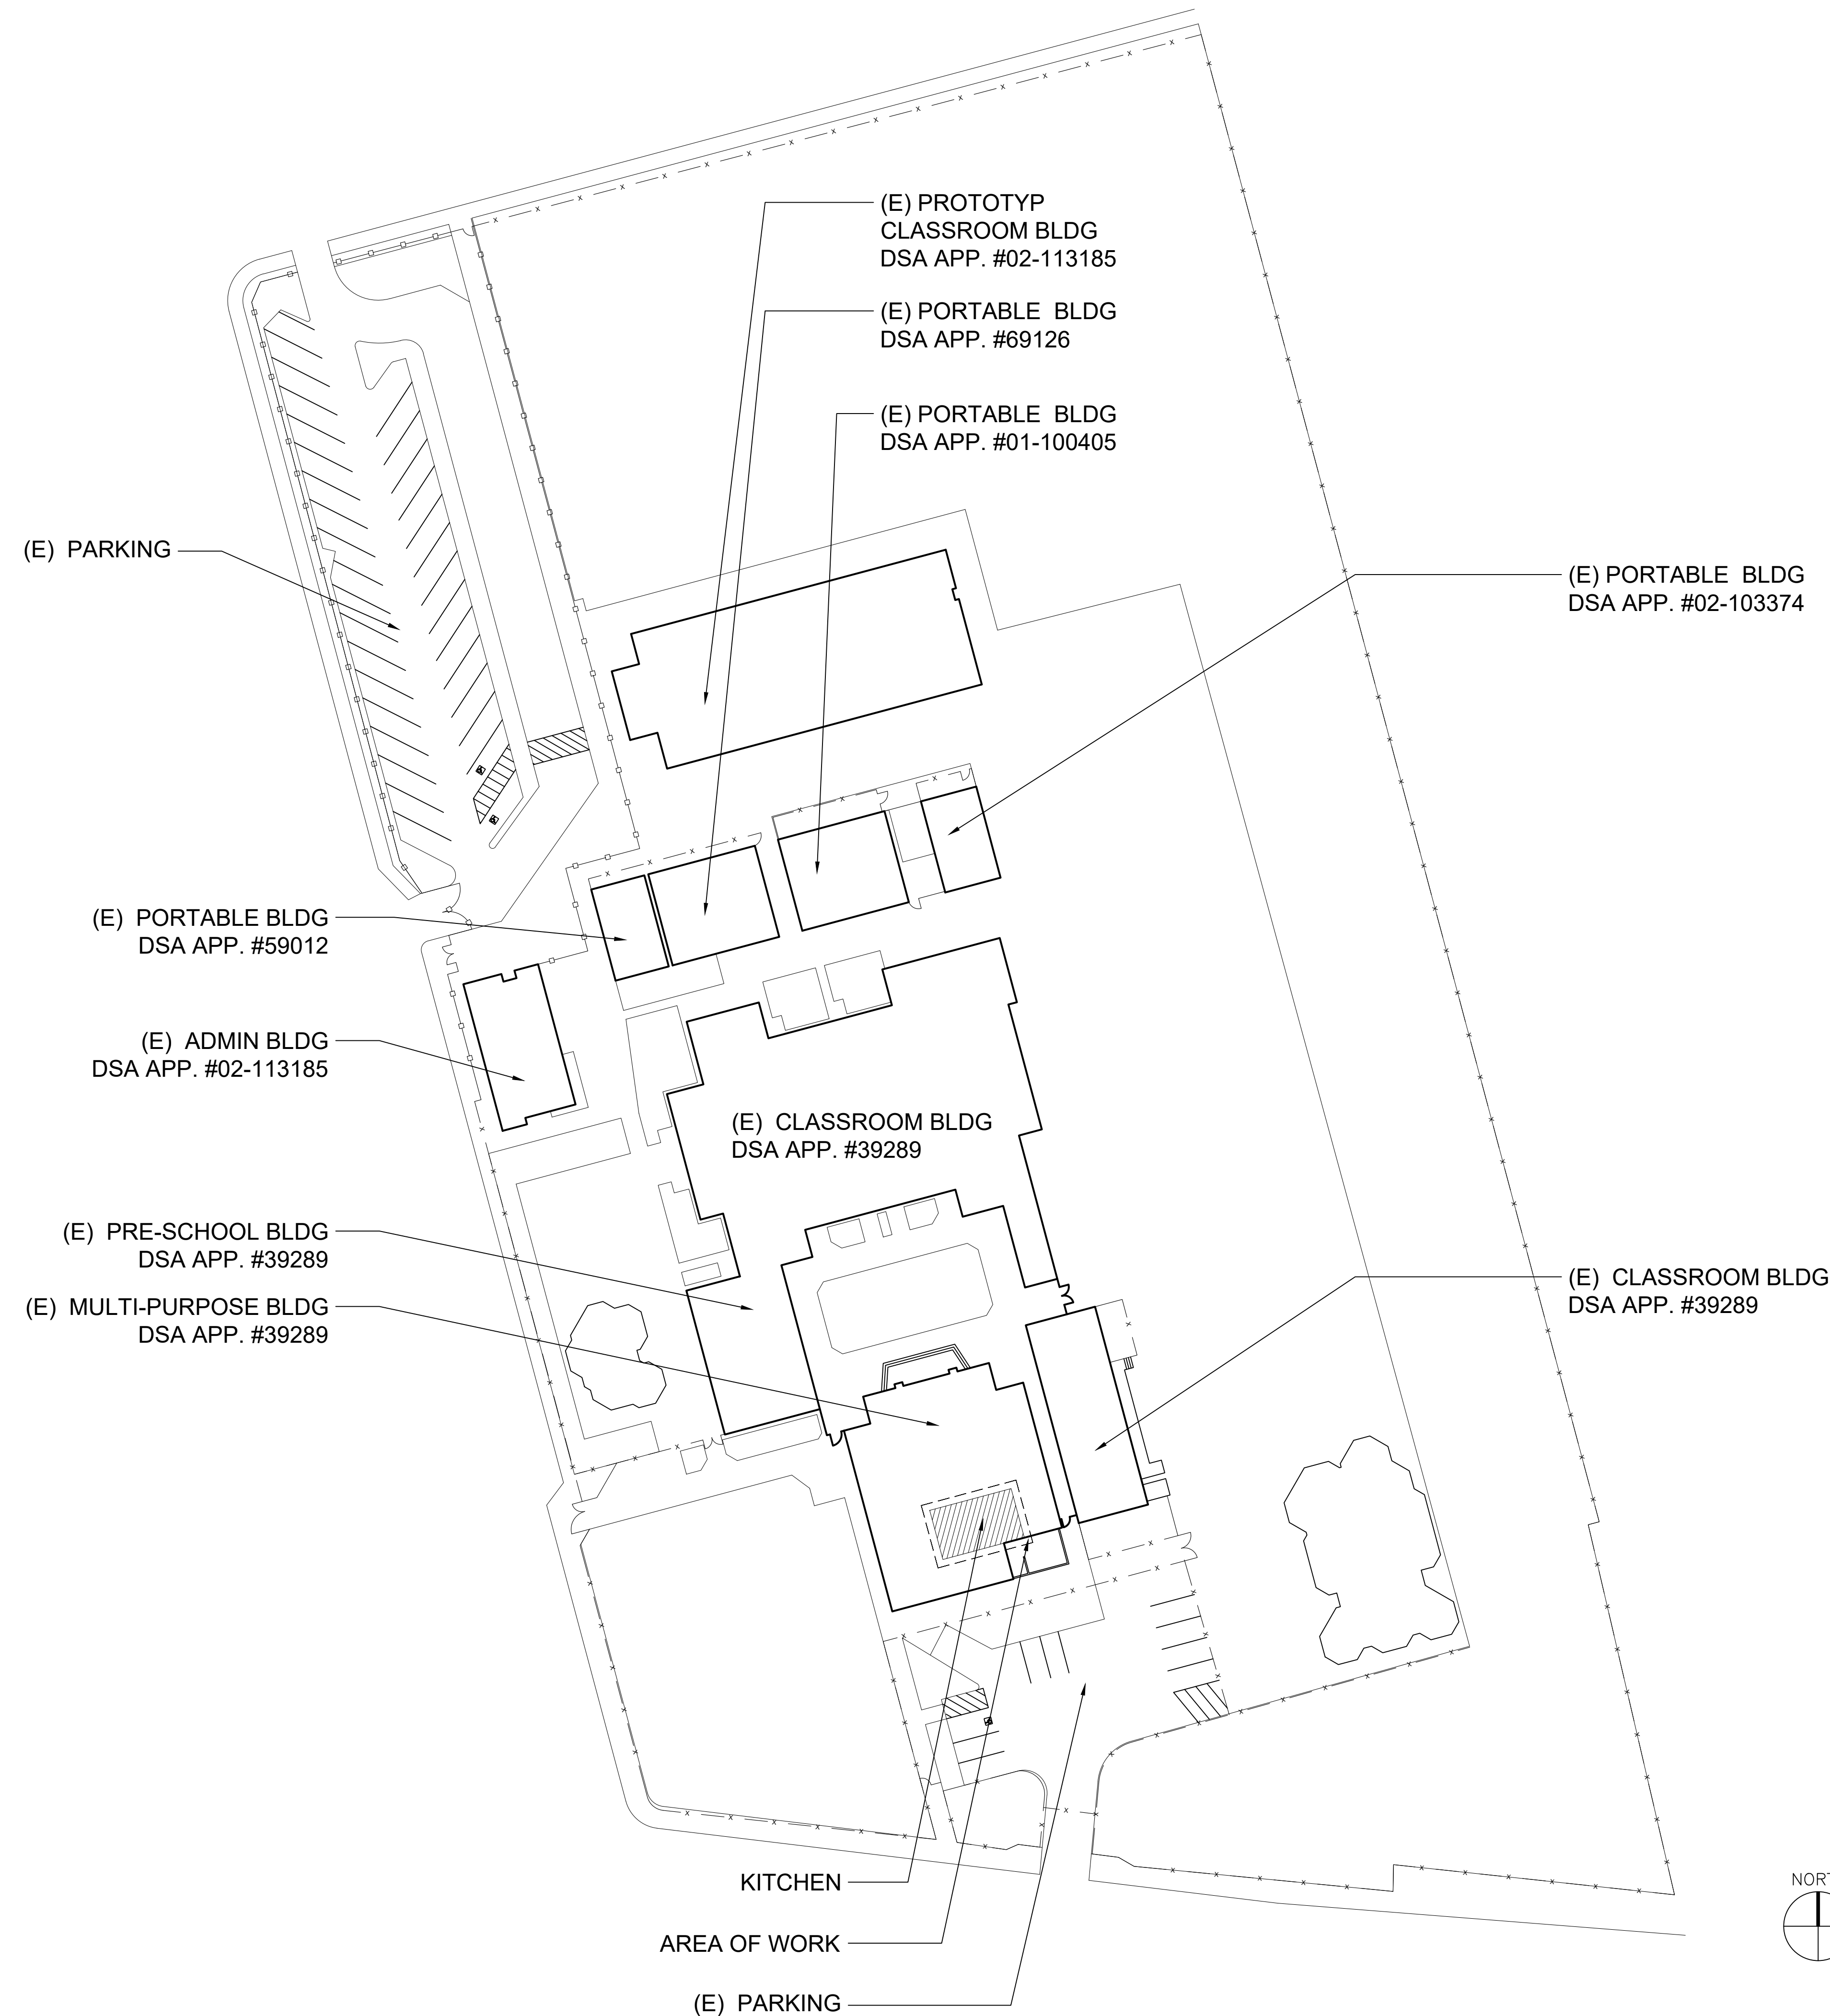 (E) PROTOTYP
CLASSROOM BLDG
DSA APP. #02-113185
(E) PORTABLE BLDG
DSA APP. #69126
(E) PORTABLE BLDG
DSA APP. #01-100405
(E) PARKING
(E) PORTABLE BLDG
DSA APP. #02-103374
(E) PORTABLE BLDG
DSA APP. #59012
(E) ADMIN BLDG
DSA APP. #02-113185
(E) CLASSROOM BLDG
DSA APP. #39289
(E) PRE-SCHOOL BLDG
DSA APP. #39289
(E) MULTI-PURPOSE BLDG
DSA APP. #39289
(E) CLASSROOM BLDG
DSA APP. #39289
KITCHEN
AREA OF WORK
(E) PARKING